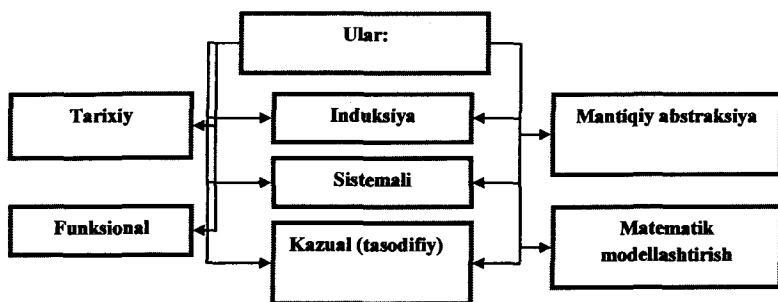 Ular:
Tarixiy
Induksiya
Mantiqiy abstraksiya
Sistemali
Funksional
Kazual (tasodifiy)
Matematik
modellashtirish